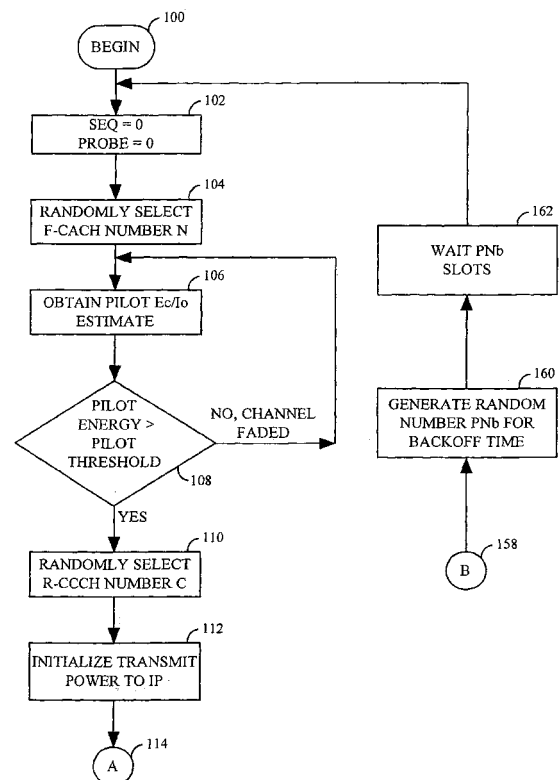 100
BEGIN
102
SEQ = 0
PROBE = 0
104
RANDOMLY SELECT
F-CACH NUMBER N
106
OBTAIN PILOT Ec/Io
ESTIMATE
PILOT
ENERGY >
PILOT
THRESHOLD
108
NO, CHANNEL
FADED
YES
110
RANDOMLY SELECT
R-CCCH NUMBER C
112
INITIALIZE TRANSMIT
POWER TO IP
A
114
162
WAIT PNb
SLOTS
160
GENERATE RANDOM
NUMBER PNb FOR
BACKOFF TIME
B
158